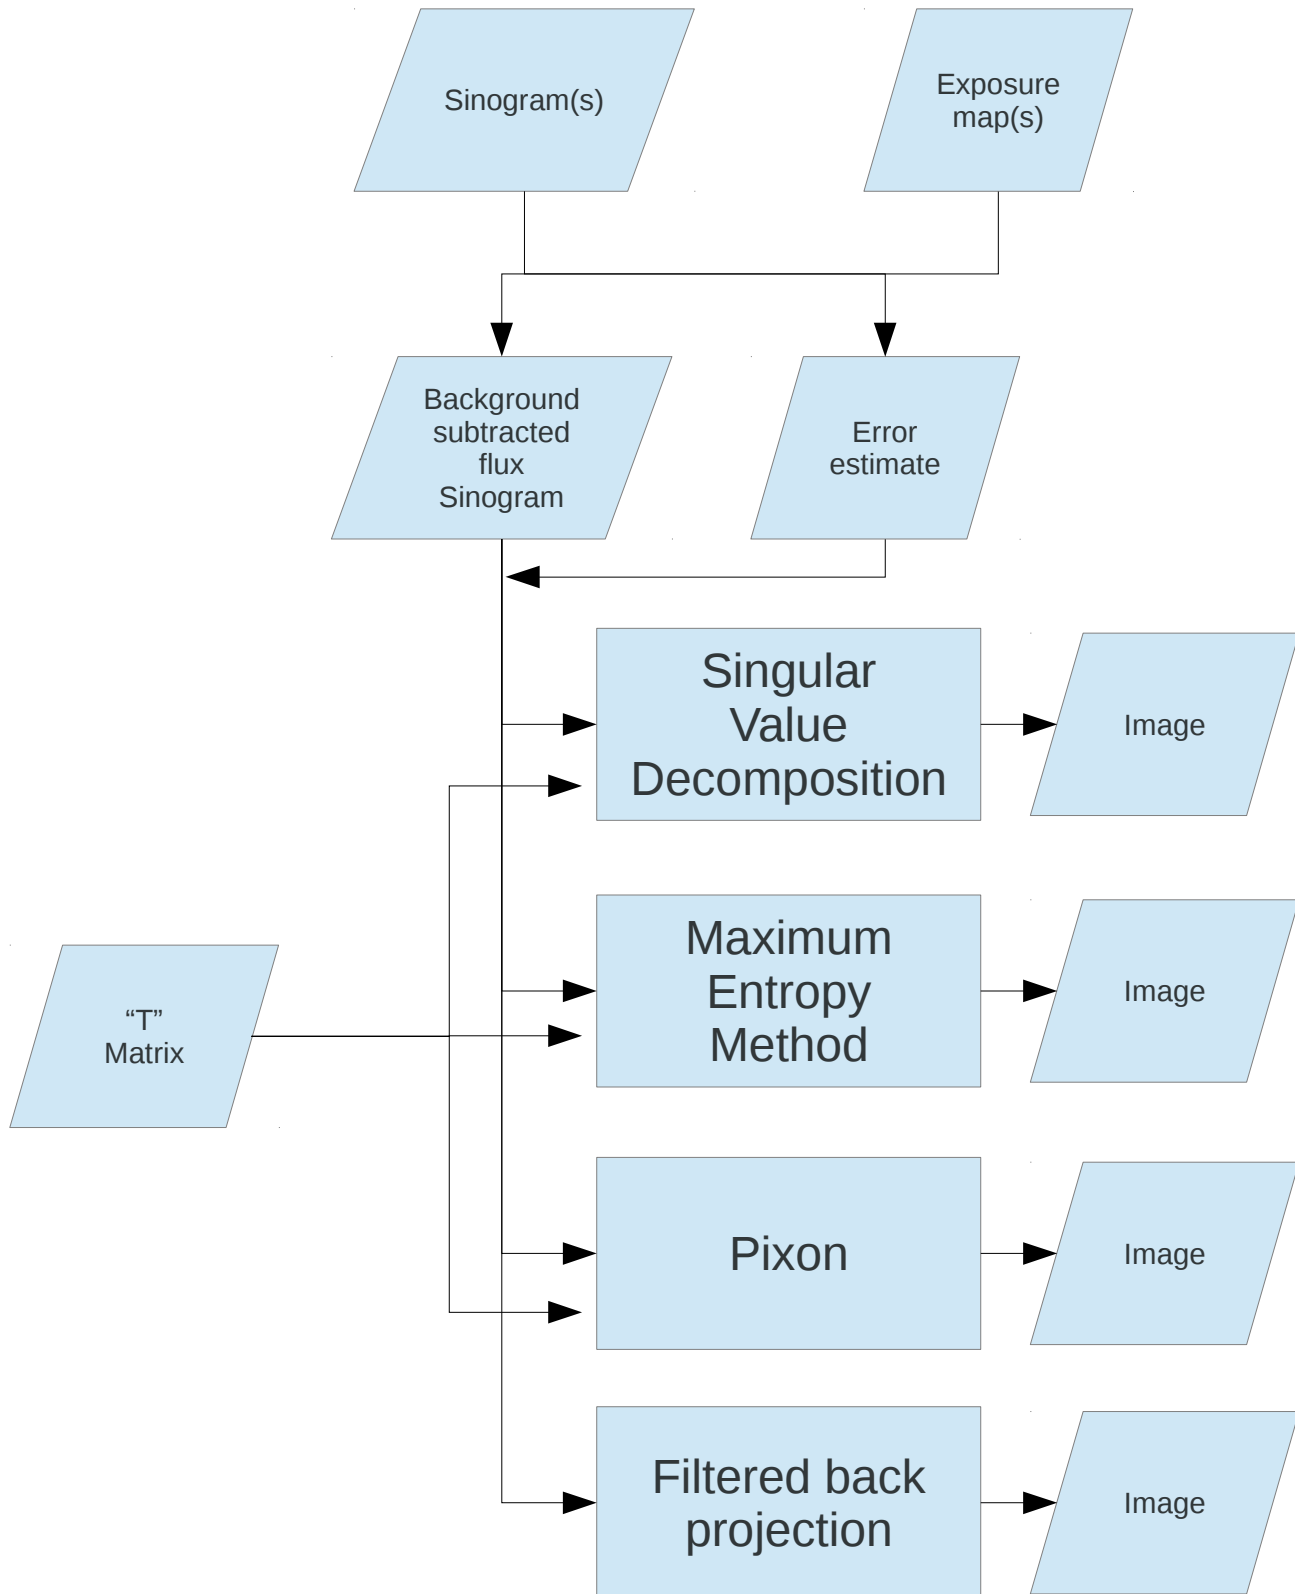 Sinogram(s)
Exposure
map(s)
Background
subtracted
flux
Sinogram
Error
estimate
Singular
Value
Decomposition
Image
Maximum
Entropy
Method
Image
“T”
Matrix
Pixon
Image
Filtered back
projection
Image